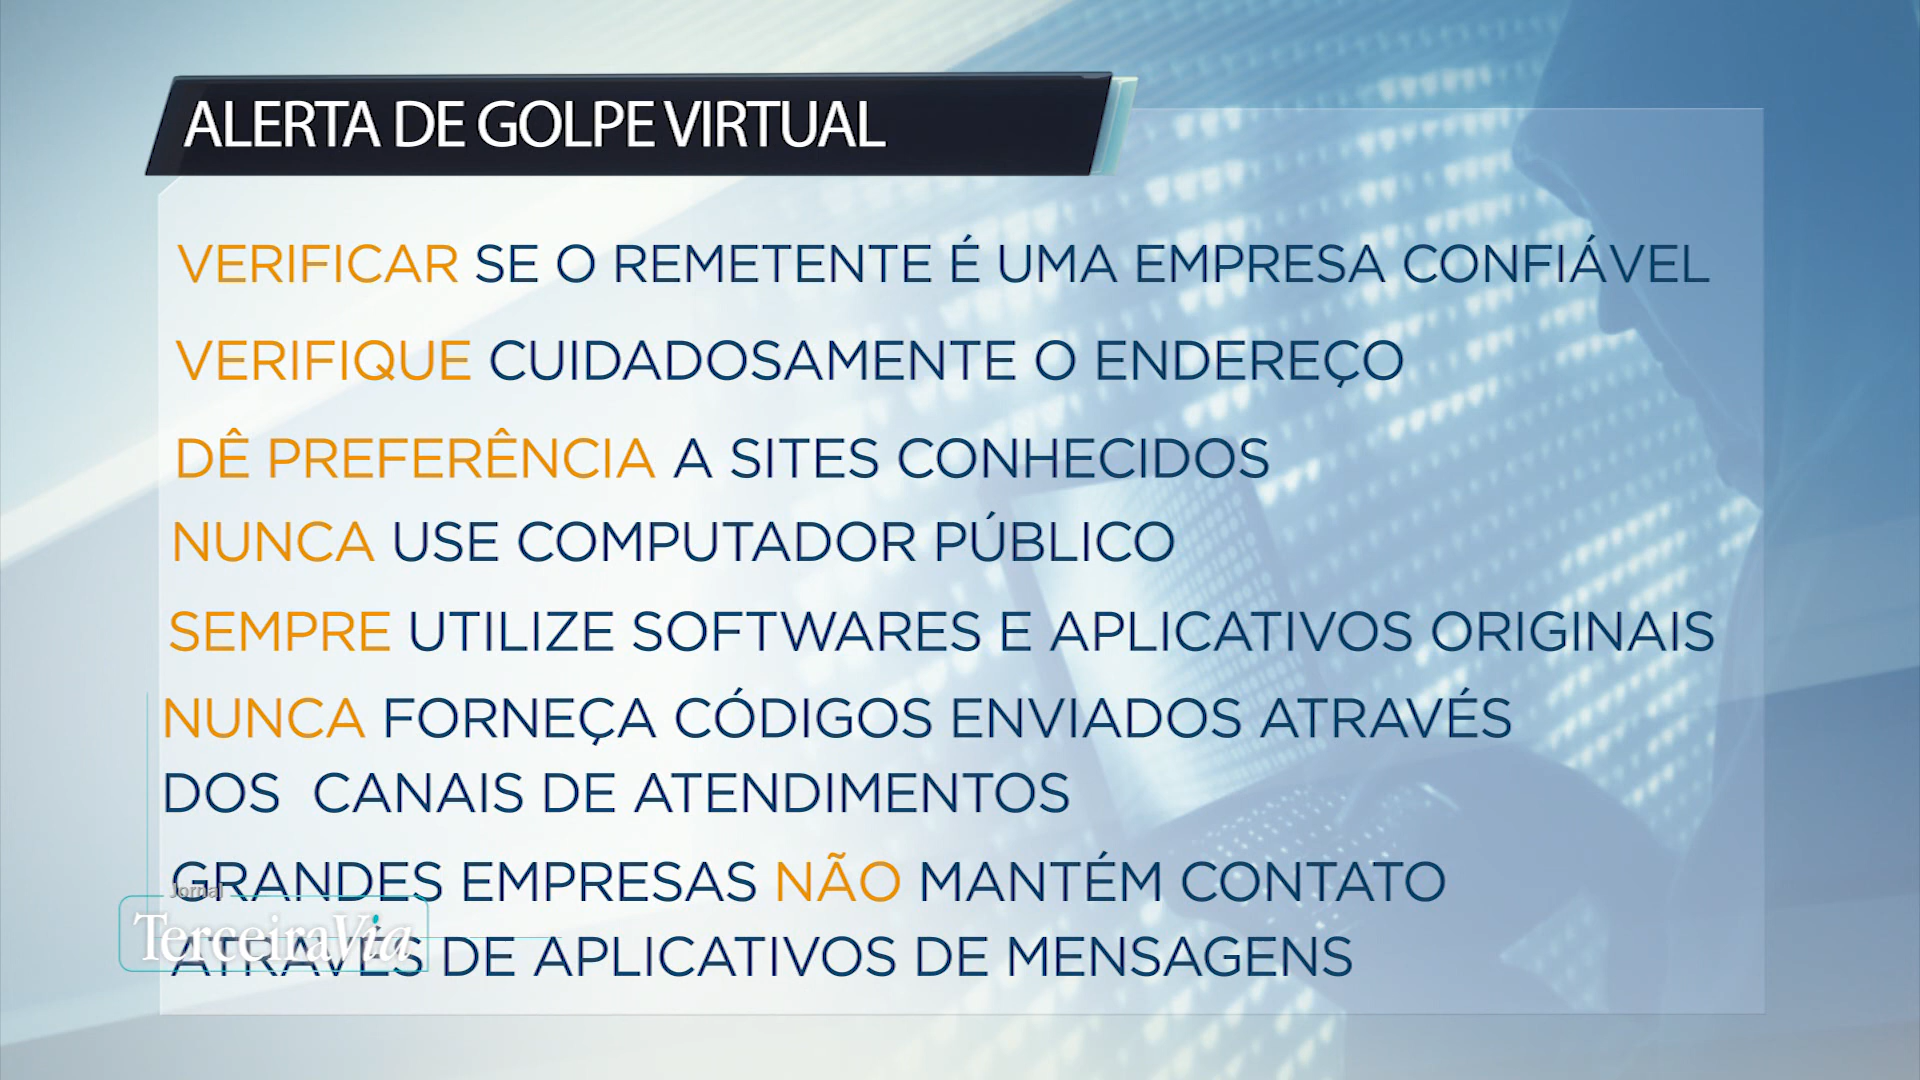 ALERTA DE GOLPE VIRTUAL
VERIFICAR SE O REMETENTE É UMA EMPRESA CONFIÁVEL
VERIFIQUE CUIDADOSAMENTE O ENDEREÇO
DÊ PREFERÊNCIA A SITES CONHECIDOS
NUNCA USE COMPUTADOR PÚBLICO
SEMPRE UTILIZE SOFTWARES E APLICATIVOS ORIGINAIS
NUNCA FORNEÇA CÓDIGOS ENVIADOS ATRAVÉS
DOS CANAIS DE ATENDIMENTOS
GRANDES EMPRESAS NÃO MANTÉM CONTATO
ATRAVÉS DE APLICATIVOS DE MENSAGENS
Jornal
TerceiraVia